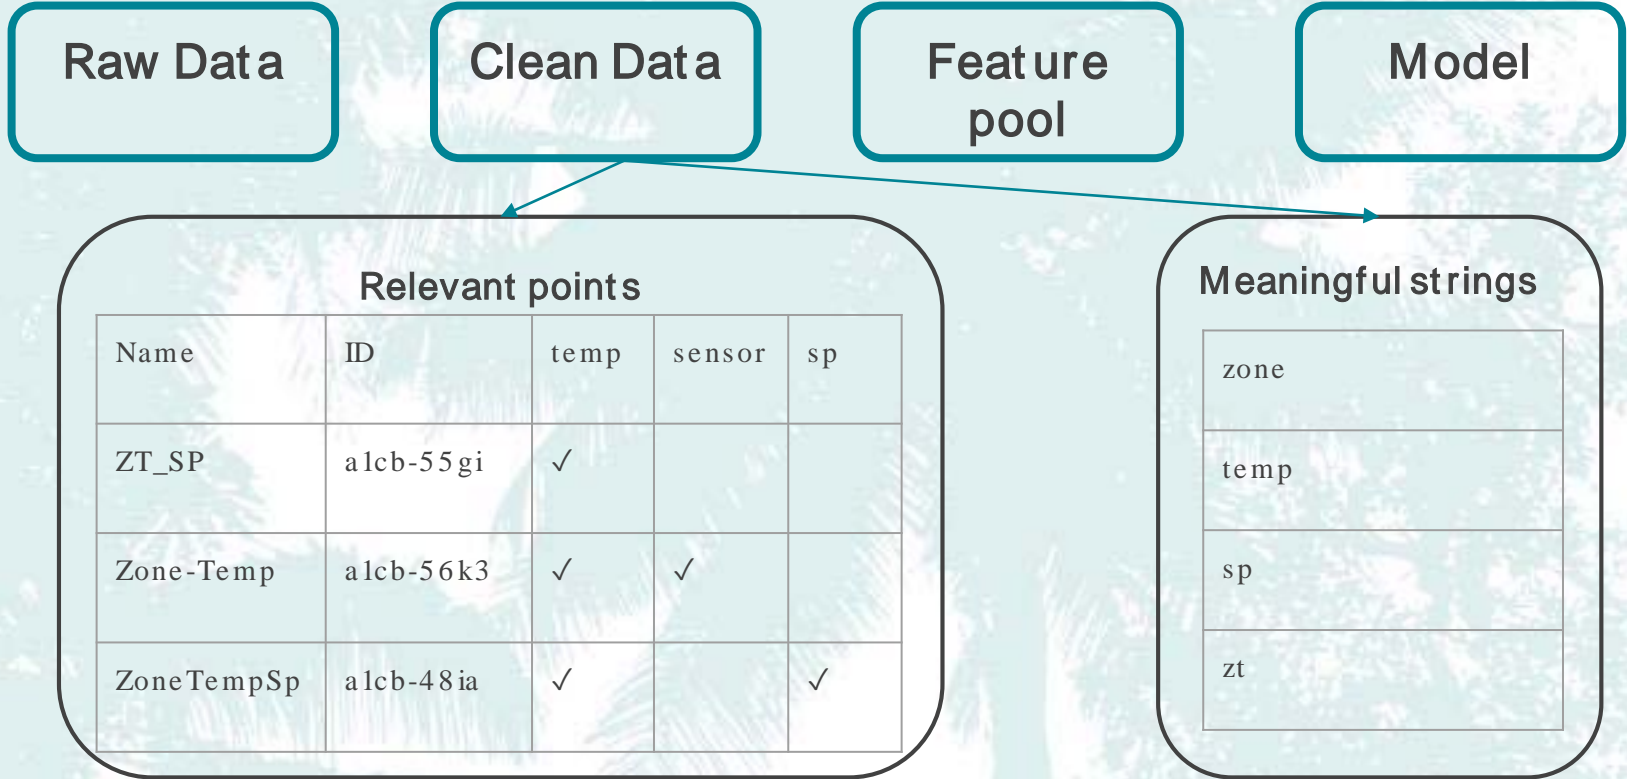 Raw Data
Clean Data
Feature
pool
Model
Relevant points
Name ID temp sensor sp
ZT_SP a1cb-55gi ✓
Zone-Temp a1cb-56k3 ✓ ✓
ZoneTempSp a1cb-48ia ✓ ✓
Meaningful strings
zone
temp
sp
zt